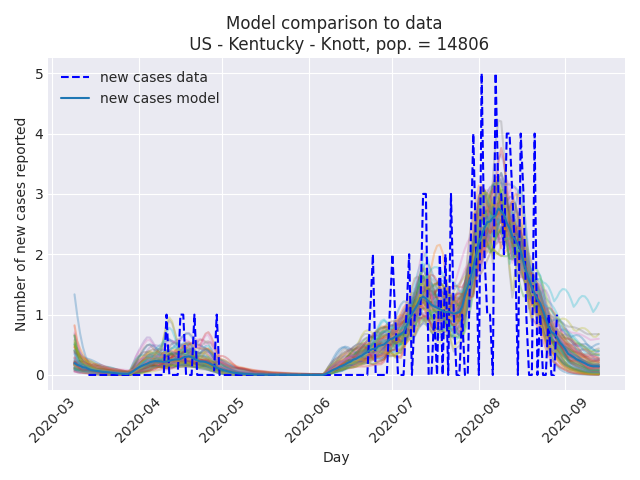 Model comparison to data
US - Kentucky - Knott, pop. = 14806
new cases data
new cases model
Number of new cases reported
5
4
3
2
1
0
2020-03
2020-04
2020-05
2020-06
2020-07
2020-08
2020-09
Day